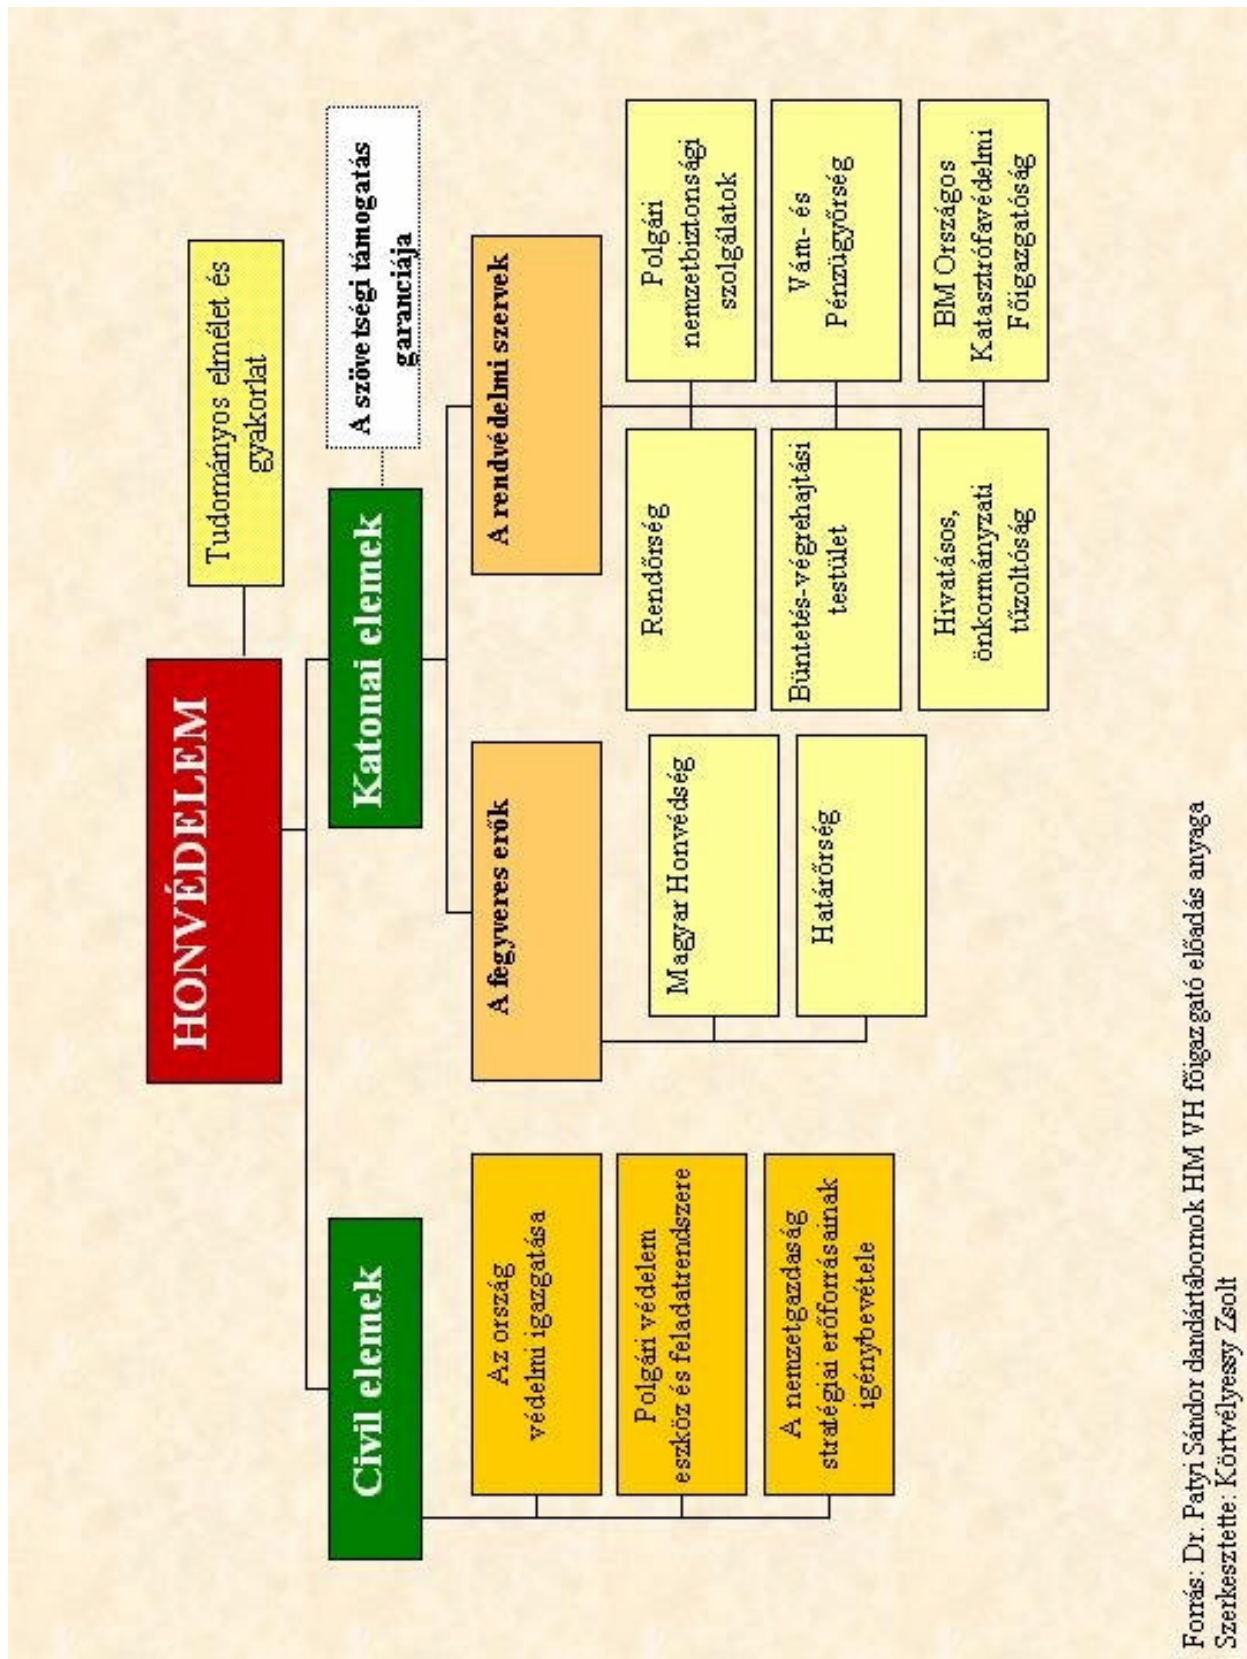 HONVÉDELEM
Tudományos elmélet és
gyakorlat
Civil elemek
Katonai elemek
A szövetségi támogatás
garanciája
Az ország
védelmi igazgatása
Polgári védelem
eszköz és feladatrendszere
A nemzetgazdaság
stratégiai erőforrásainak
igénybevétele
A fegyveres erők
Magyar Honvédség
Határőrség
A rendvédelmi szervek
Rendőrség
Polgári
nemzetbiztonsági
szolgálatok
Büntetés-végrehajtási
testület
Vám- és
Pénzügyőrség
Hivatásos,
önkormányzati
tűzoltóság
BM Országos
Katasztrófavédelmi
Főigazgatóság
Forrás: Dr. Patyi Sándor dandártábornok HM VH főigazgató előadás anyaga
Szerkesztette: Körtvélyessy Zsolt